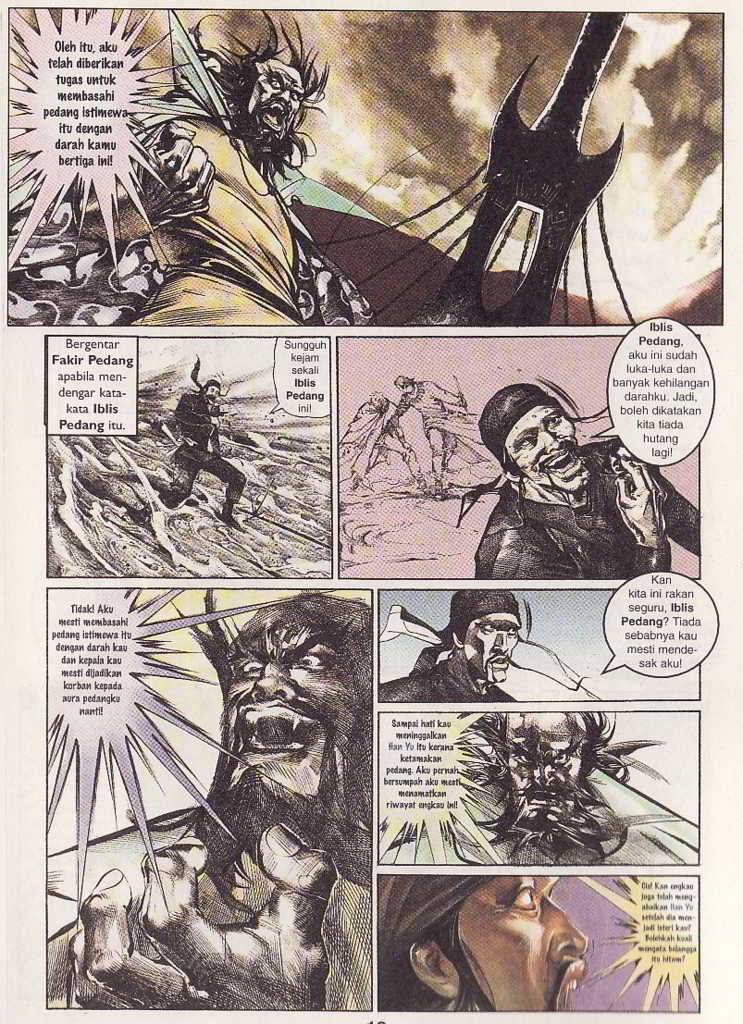 Oleh itu, aku
telah diberikan
tugas untuk
membasahi
pedang istimewa
itu dengan
darah kamu
bertiga ini!
Bergentar
Fakir Pedang
apabila men-
dengar kata-
kata Iblis
Pedang itu.
Sungguh
kejam
sekali
Iblis
Pedang
ini!
Iblis
Pedang,
aku ini sudah
luka-luka dan
banyak kehilangan
darahku. Jadi,
boleh dikatakan
kita tiada
hutang
lagi!
Tidak! Aku
mesti membasahi
pedang istimewa itu
dengan darah kau
dan kepala kau
mesti dijadikan
korban kepada
aura pedangku
nanti!
Kan
kita ini rakan
seguru, Iblis
Pedang? Tiada
sebabnya kau
mesti mende-
sak aku!
Sampai hati kau
meninggalkan
Han Yu itu kerana
ketamakan
pedang. Aku pernah
bersumpah aku mesti
menamatkan
riwayat engkau ini!
Cis! Kan engkau
juga telah meng-
abaikan Han Yu
setelah dia men-
jadi isteri kau?
Bolehkah kuali
mengata belangga
itu hitam?